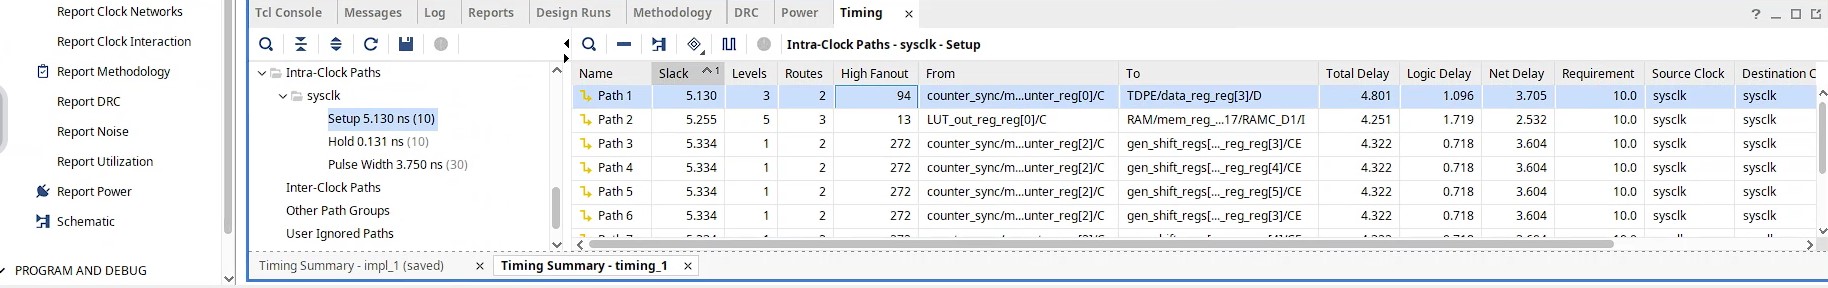 Report Clock Networks
Report Clock Interaction
Report Methodology
Report DRC
Report Noise
Report Utilization
Report Power
Schematic
PROGRAM AND DEBUG
Tcl Console Messages Log Reports Design Runs Methodology DRC Power Timing
Intra-Clock Paths
sysclk
Setup 5.130 ns (10)
Hold 0.131 ns (10)
Pulse Width 3.750 ns (30)
Inter-Clock Paths
Other Path Groups
User Ignored Paths
Intra-Clock Paths - sysclk - Setup
Name Slack 1 Levels Routes High Fanout From To Total Delay Logic Delay Net Delay Requirement Source Clock Destination C
Path 1 5.130 3 2 94 counter_sync/m...unter_reg[0]/C TDPE/data_reg_reg[3]/D 4.801 1.096 3.705 10.0 sysclk sysclk
Path 2 5.255 5 3 13 LUT_out_reg_reg[0]/C RAM/mem_reg_...17/RAMC_D1/I 4.251 1.719 2.532 10.0 sysclk sysclk
Path 3 5.334 1 2 272 counter_sync/m...unter_reg[2]/C gen_shift_regs[..._reg_reg[3]/CE 4.322 0.718 3.604 10.0 sysclk sysclk
Path 4 5.334 1 2 272 counter_sync/m...unter_reg[2]/C gen_shift_regs[..._reg_reg[4]/CE 4.322 0.718 3.604 10.0 sysclk sysclk
Path 5 5.334 1 2 272 counter_sync/m...unter_reg[2]/C gen_shift_regs[..._reg_reg[5]/CE 4.322 0.718 3.604 10.0 sysclk sysclk
Path 6 5.334 1 2 272 counter_sync/m...unter_reg[2]/C gen_shift_regs[..._reg_reg[3]/CE 4.322 0.718 3.604 10.0 sysclk sysclk
Timing Summary - impl_1 (saved) Timing Summary - timing_1